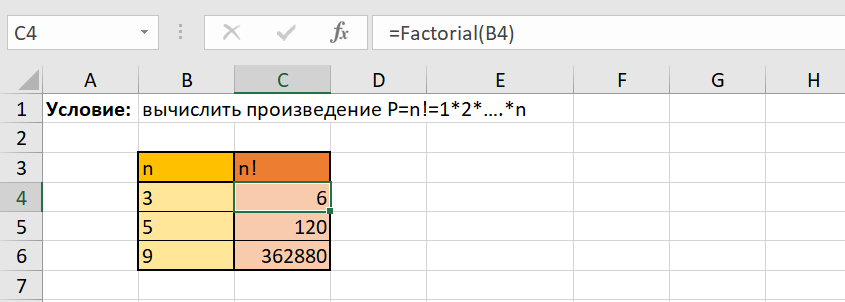 C4 fx =Factorial(B4)
A B C D E F G H
1 Условие: вычислить произведение P=n!=1*2*....*n
2
3 n n!
4 3 6
5 5 120
6 9 362880
7